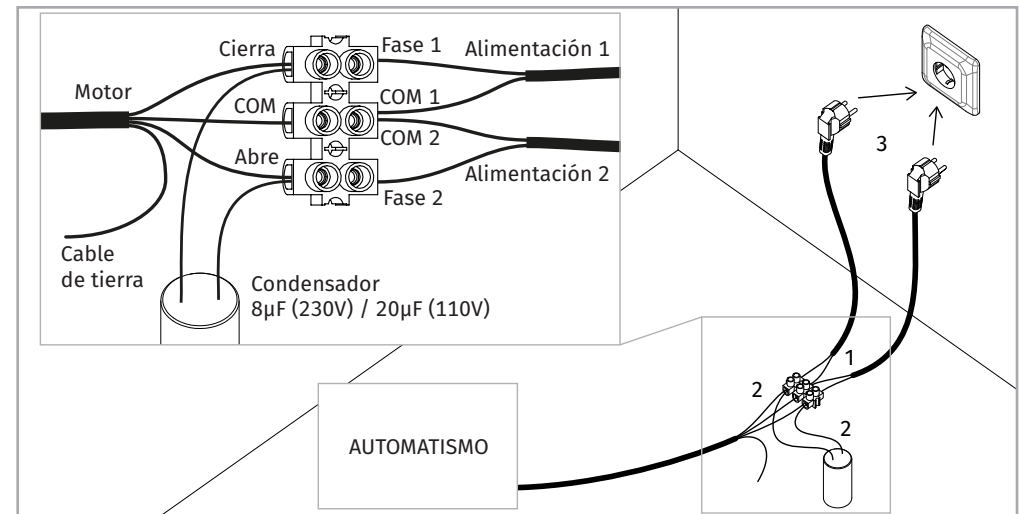 Cierra
Fase 1
Alimentación 1
Motor
COM
COM 1
COM 2
Abre
Alimentación 2
Fase 2
Cable
de tierra
Condensador
8µF (230V) / 20µF (110V)
3
1
2
2
AUTOMATISMO